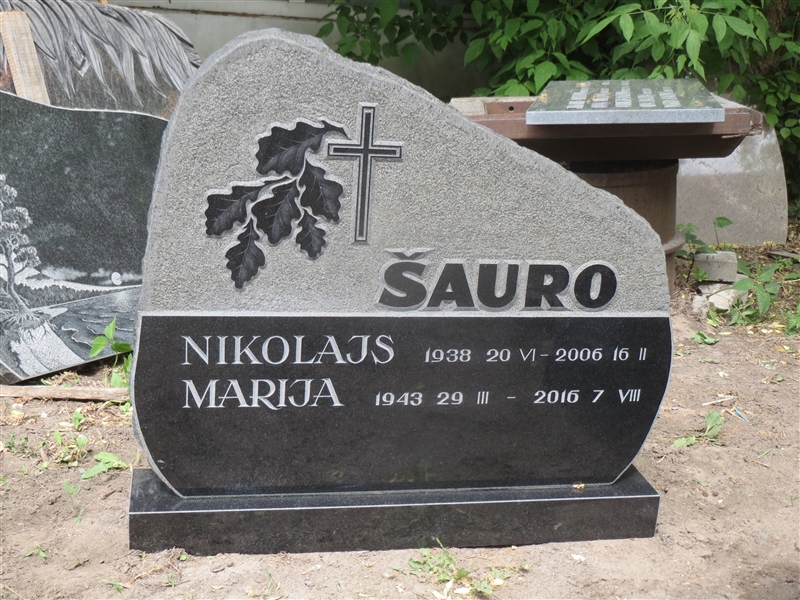 ŠAURO
NIKOLAJS 1938 20 VI - 2006 16 II
MARIJA 1943 29 III - 2016 7 VIII